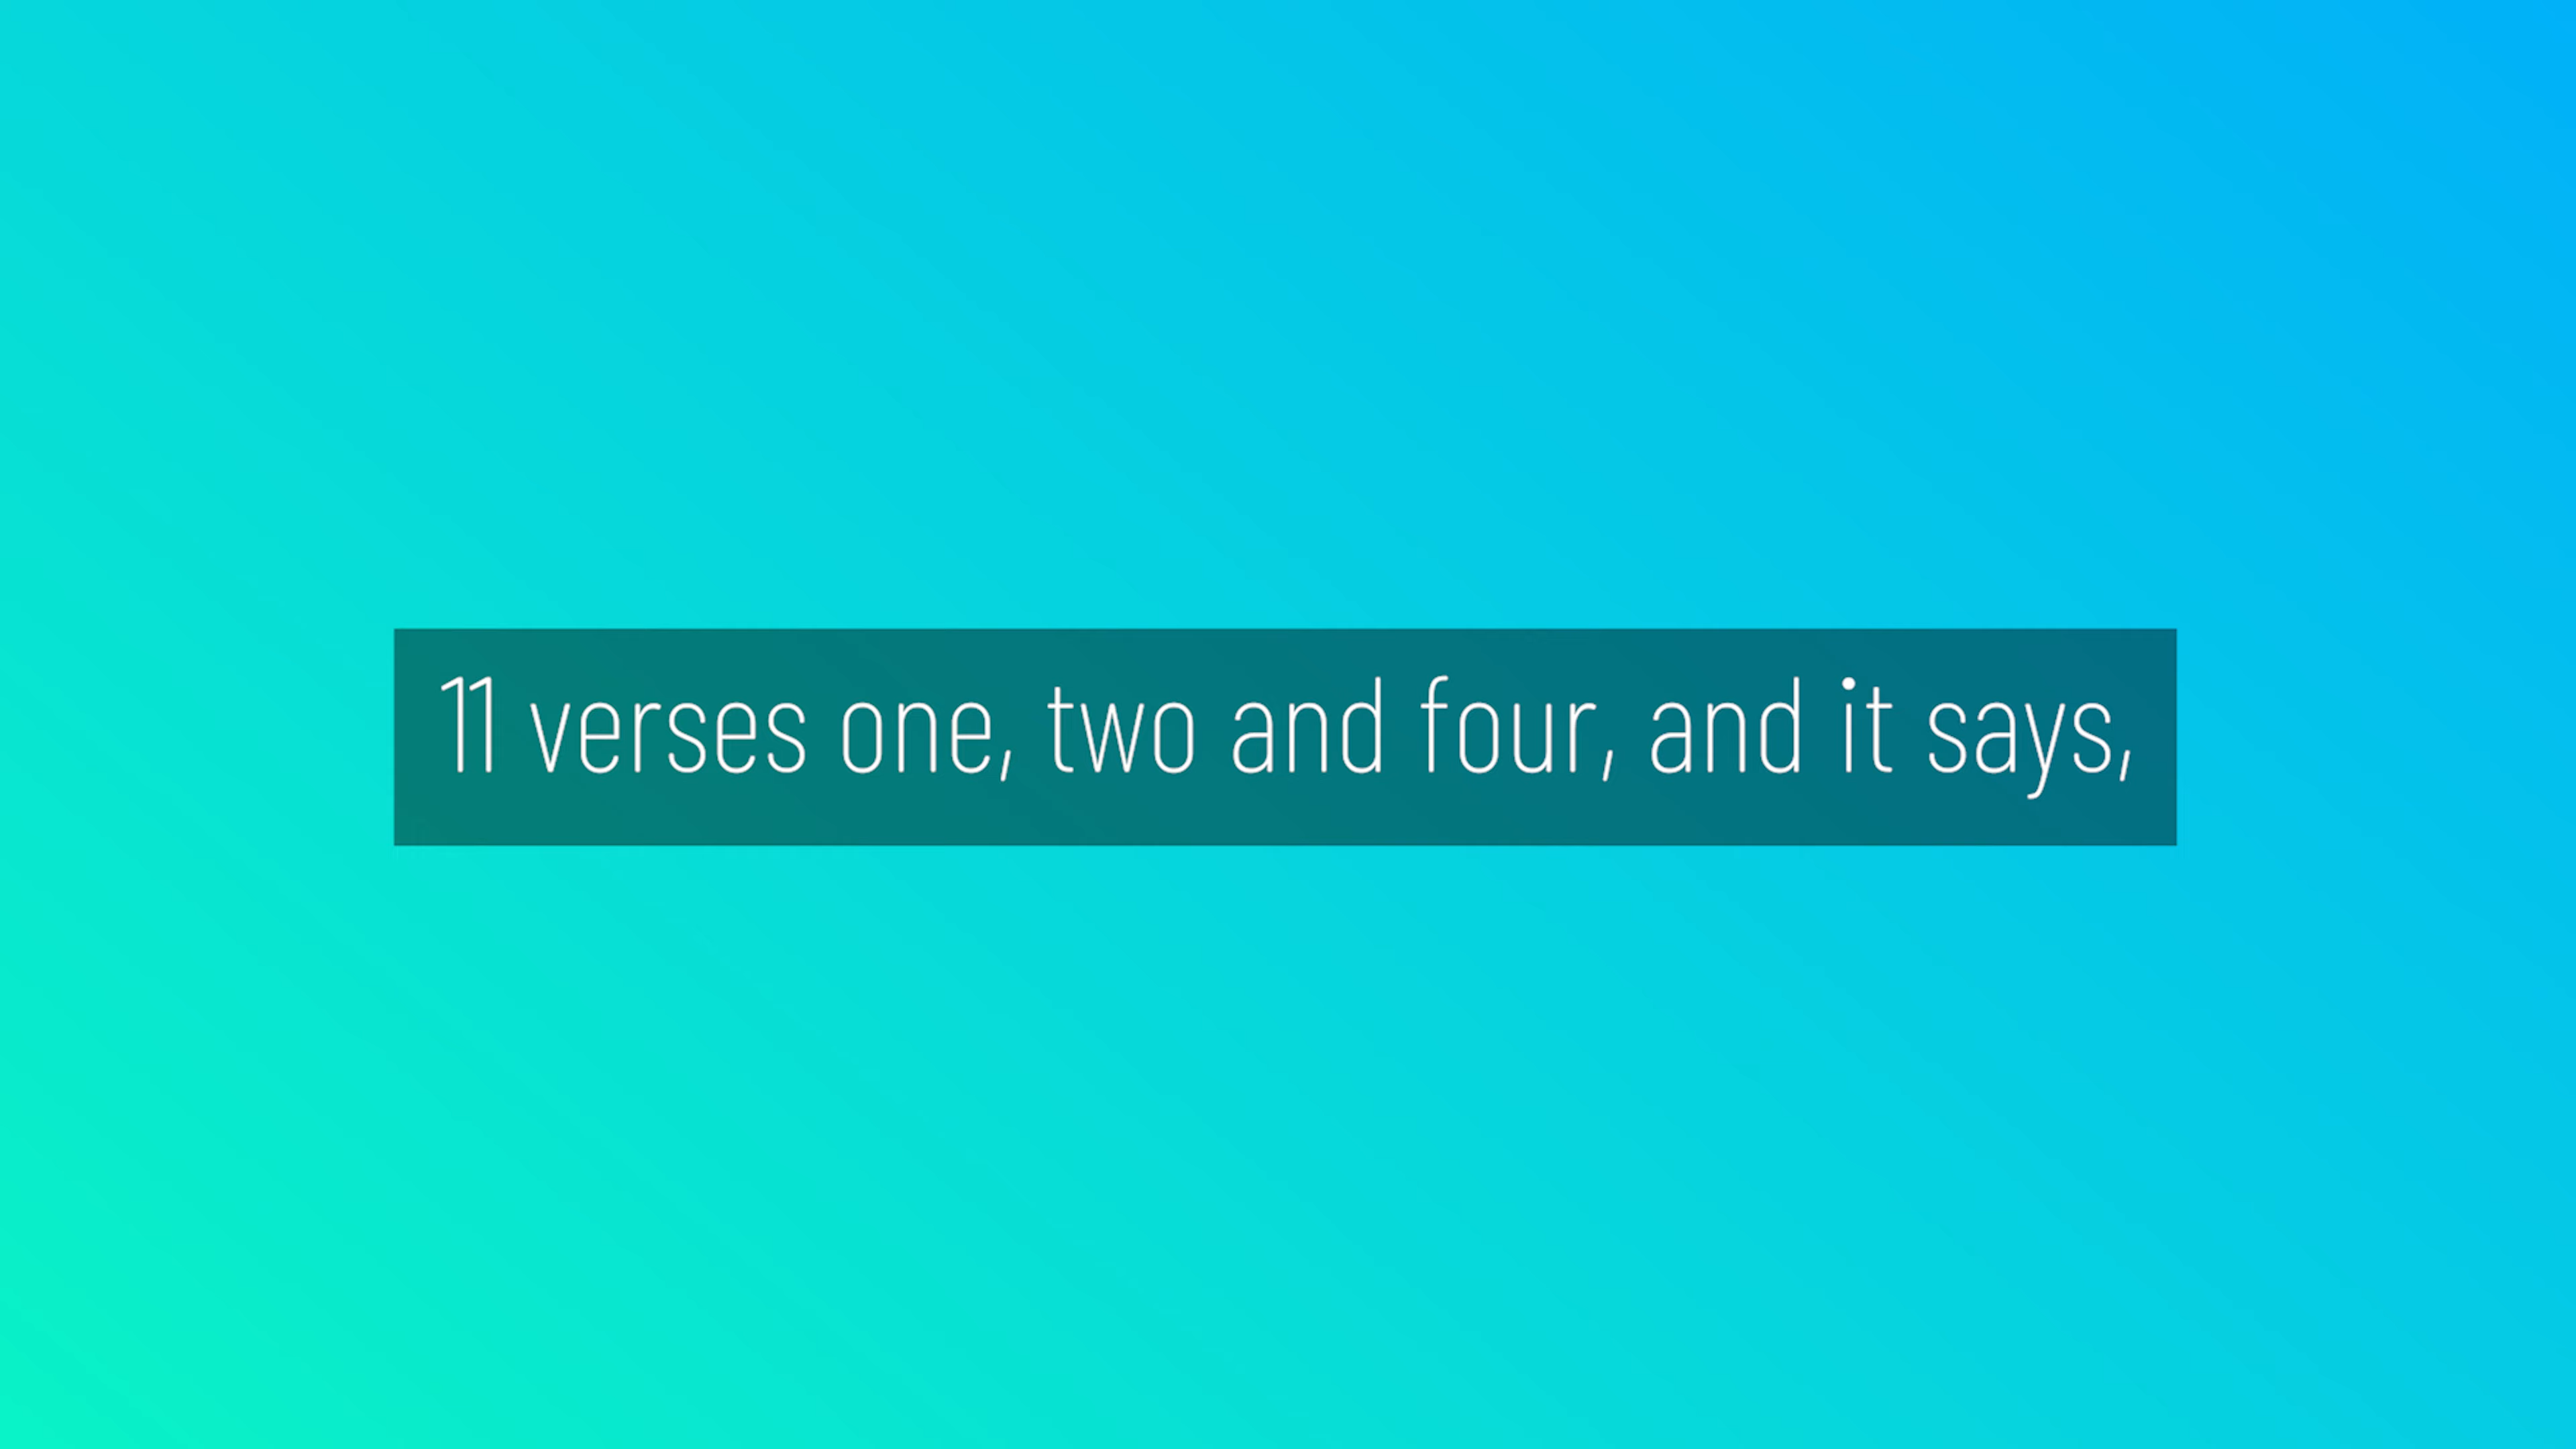 11 verses one, two and four, and it says,